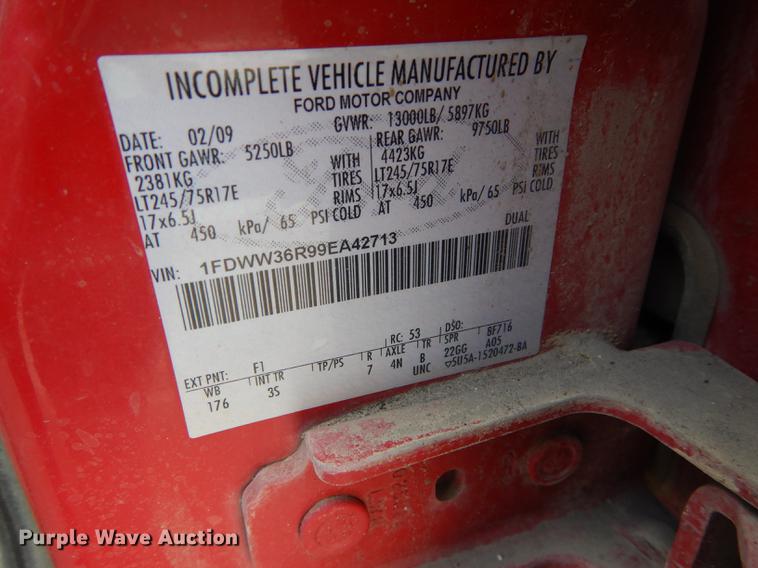 INCOMPLETE VEHICLE MANUFACTURED BY
FORD MOTOR COMPANY
DATE: 02/09 GVWR: 13000LB/ 5897KG
FRONT GAWR: 5250LB REAR GAWR: 9750LB
2381KG WITH 4423KG WITH
LT245/75R17E TIRES LT245/75R17E TIRES
17x6.5J RIMS 17x6.5J RIMS
AT 450 kPa/ 65 PSI COLD AT 450 kPa/ 65 PSI COLD
DUAL
VIN: 1FDWW36R99EA42713
EXT PNT: F1 RC: 53 DSO: BF716
WB INT TR TP/PS R AXLE TR SPR A05
176 3S 7 4N B 22GG
UNC 5U5A-1520472-BA
Purple Wave Auction